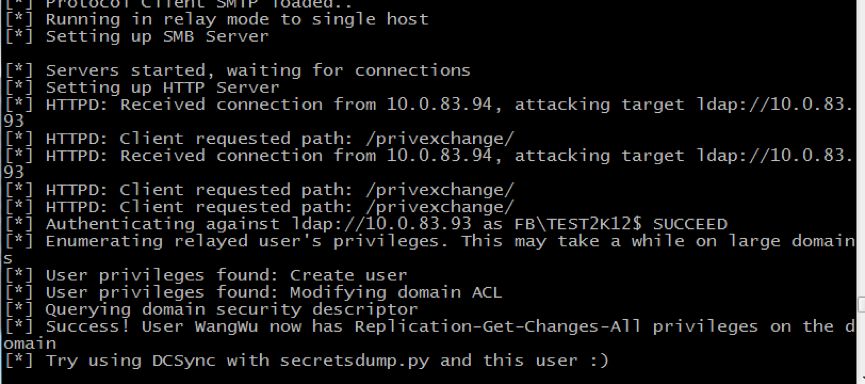 [*] Protocol Client SMTP loaded..
[*] Running in relay mode to single host
[*] Setting up SMB Server
[*] Servers started, waiting for connections
[*] Setting up HTTP Server
[*] HTTPD: Received connection from 10.0.83.94, attacking target ldap://10.0.83.
93
[*] HTTPD: Client requested path: /privexchange/
[*] HTTPD: Received connection from 10.0.83.94, attacking target ldap://10.0.83.
93
[*] HTTPD: Client requested path: /privexchange/
[*] HTTPD: Client requested path: /privexchange/
[*] Authenticating against ldap://10.0.83.93 as FB\TEST2K12$ SUCCEED
[*] Enumerating relayed user's privileges. This may take a while on large domain
s
[*] User privileges found: Create user
[*] User privileges found: Modifying domain ACL
[*] Querying domain security descriptor
[*] Success! User WangWu now has Replication-Get-Changes-All privileges on the d
omain
[*] Try using DCSync with secretsdump.py and this user :)